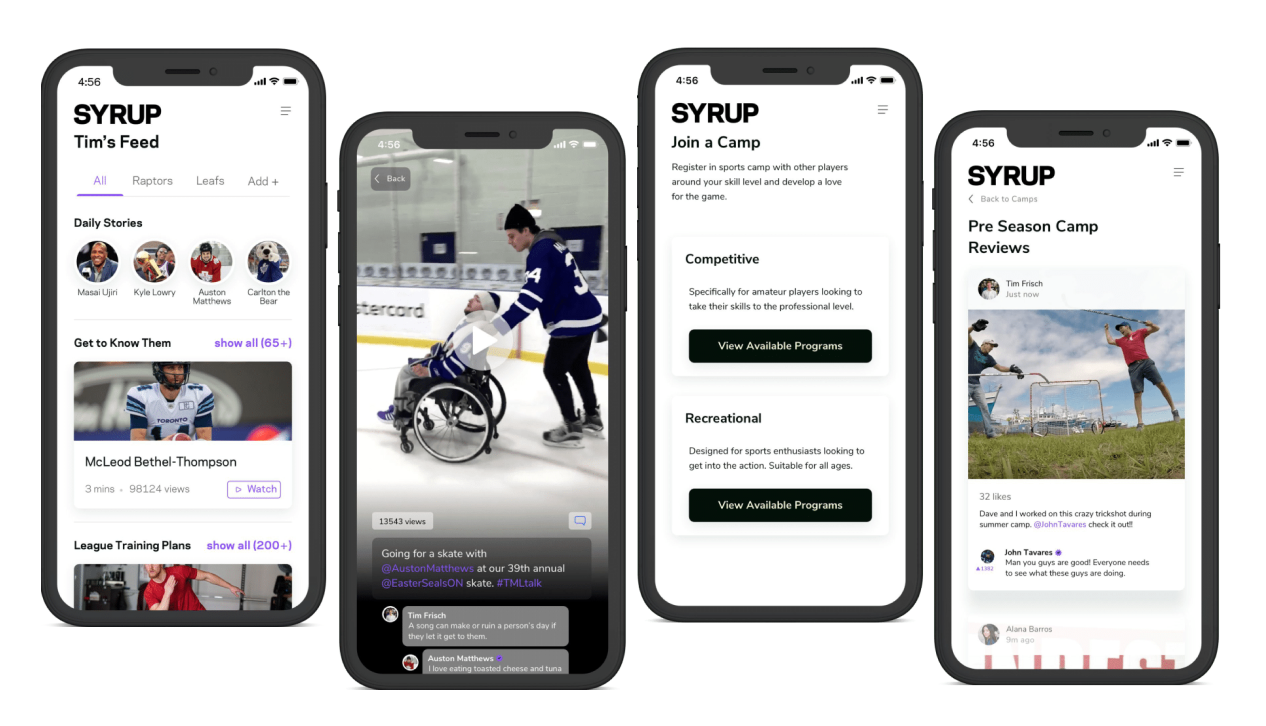 4:56
SYRUP
Tim's Feed
All Raptors Leafs Add +
Daily Stories
Masai Ujiri Kyle Lowry Auston Matthews Carlton the Bear
Get to Know Them show all (65+)
TORONTO
McLeod Bethel-Thompson
3 mins • 98124 views Watch
League Training Plans show all (200+)
4:56
Back
34
stercard
13543 views
Going for a skate with
@AustonMatthews at our 39th annual
@EasterSealsON skate. #TMLtalk
Tim Frisch
A song can make or ruin a person's day if
they let it get to them.
Auston Matthews
I love eating toasted cheese and tuna
4:56
SYRUP
Join a Camp
Register in sports camp with other players
around your skill level and develop a love
for the game.
Competitive
Specifically for amateur players looking to
take their skills to the professional level.
View Available Programs
Recreational
Designed for sports enthusiasts looking to
get into the action. Suitable for all ages.
View Available Programs
4:56
SYRUP
Back to Camps
Pre Season Camp
Reviews
Tim Frisch
Just now
32 likes
Dave and I worked on this crazy trickshot during
summer camp. @JohnTavares check it out!!
John Tavares
Man you guys are good! Everyone needs
to see what these guys are doing.
▲1,352
Alana Barros
9m ago